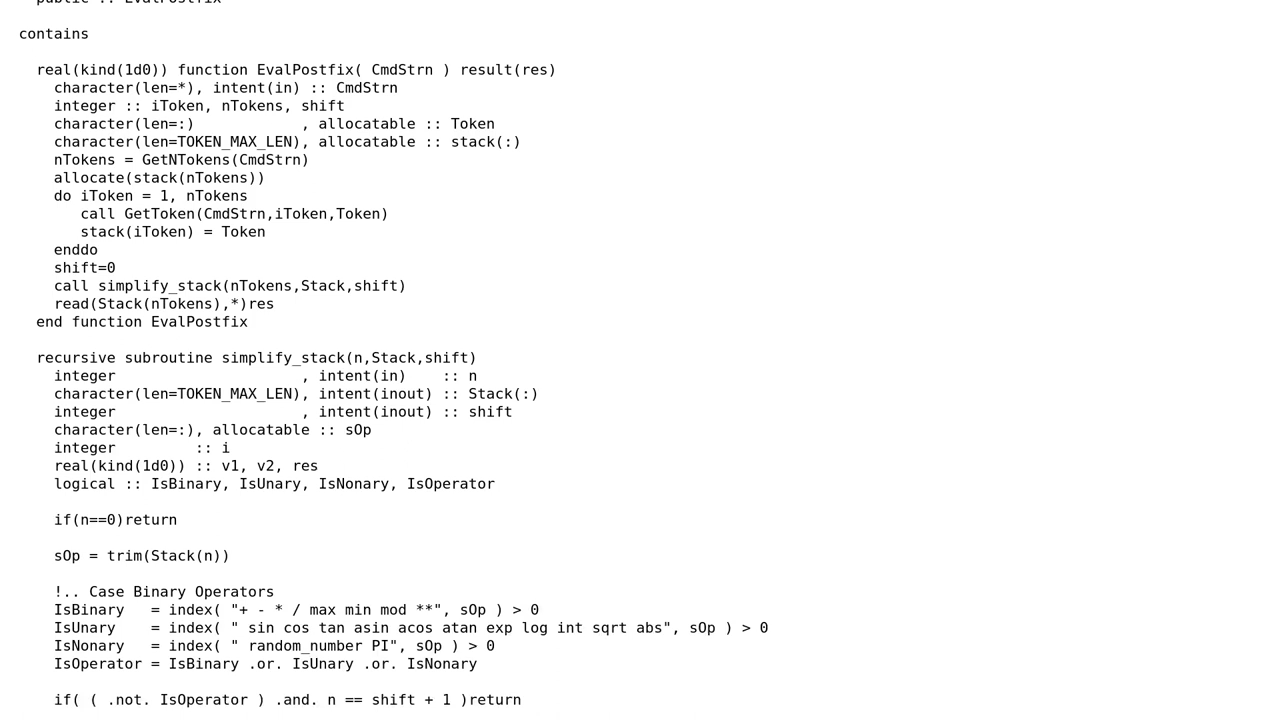 public :: EvalPostfix
contains
real(kind(1d0)) function EvalPostfix( CmdStrn ) result(res)
character(len=*), intent(in) :: CmdStrn
integer :: iToken, nTokens, shift
character(len=:)            , allocatable :: Token
character(len=TOKEN_MAX_LEN), allocatable :: stack(:)
nTokens = GetNTokens(CmdStrn)
allocate(stack(nTokens))
do iToken = 1, nTokens
call GetToken(CmdStrn,iToken,Token)
stack(iToken) = Token
enddo
shift=0
call simplify_stack(nTokens,Stack,shift)
read(Stack(nTokens),*)res
end function EvalPostfix
recursive subroutine simplify_stack(n,Stack,shift)
integer                     , intent(in)    :: n
character(len=TOKEN_MAX_LEN), intent(inout) :: Stack(:)
integer                     , intent(inout) :: shift
character(len=:), allocatable :: sOp
integer         :: i
real(kind(1d0)) :: v1, v2, res
logical :: IsBinary, IsUnary, IsNonary, IsOperator
if(n==0)return
sOp = trim(Stack(n))
!.. Case Binary Operators
IsBinary   = index( "+ - * / max min mod **", sOp ) > 0
IsUnary    = index( " sin cos tan asin acos atan exp log int sqrt abs", sOp ) > 0
IsNonary   = index( " random_number PI", sOp ) > 0
IsOperator = IsBinary .or. IsUnary .or. IsNonary
if( ( .not. IsOperator ) .and. n == shift + 1 )return